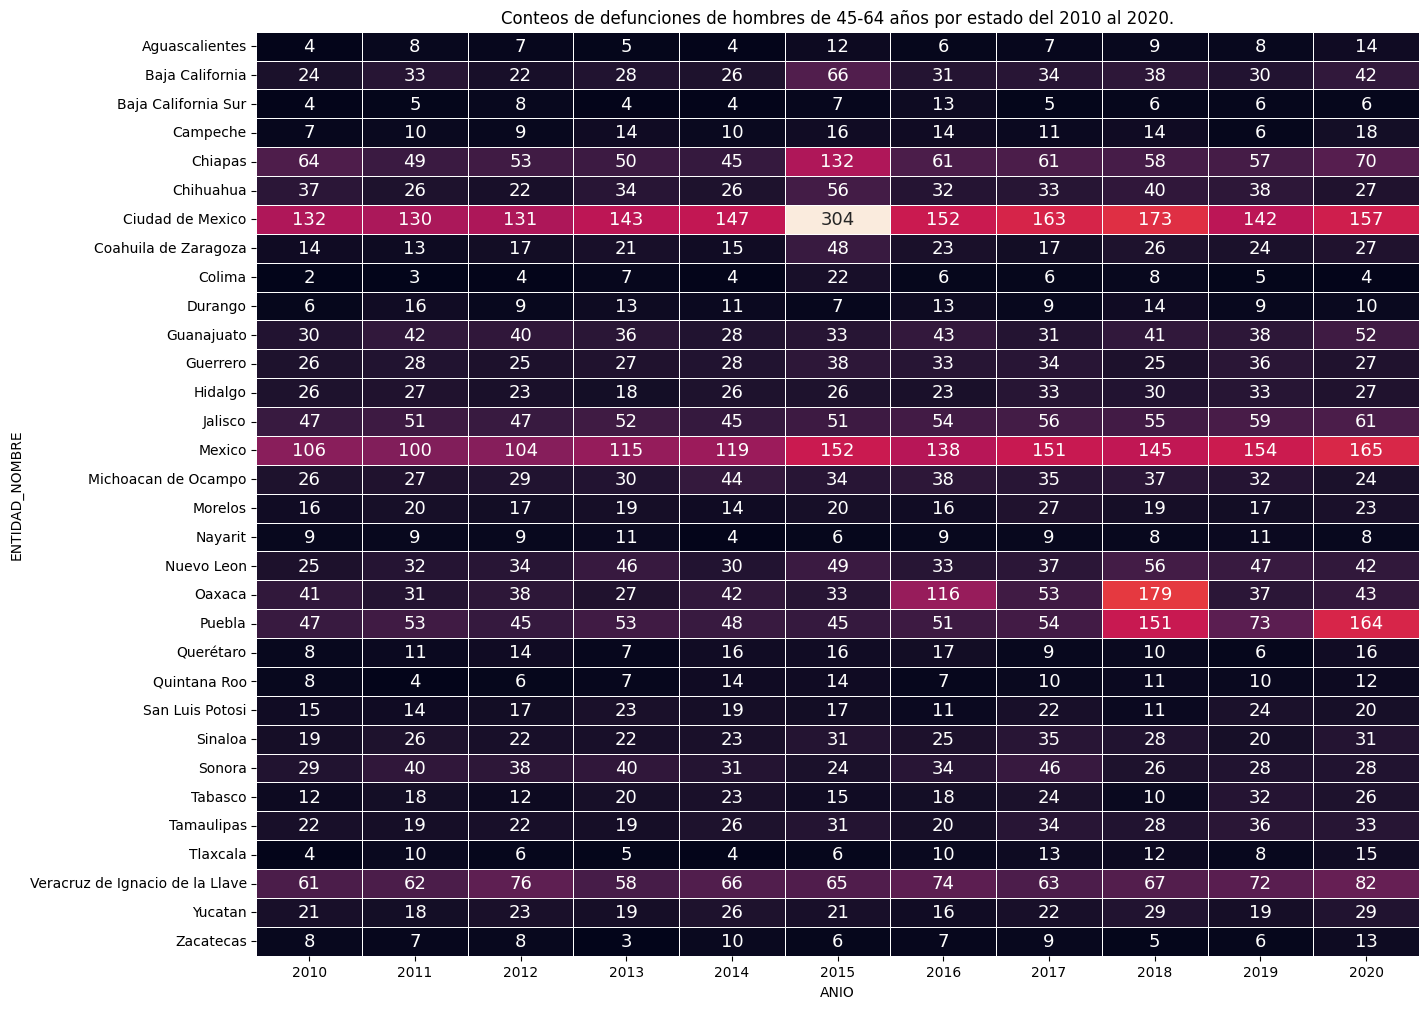 Conteos de defunciones de hombres de 45-64 años por estado del 2010 al 2020.
ENTIDAD_NOMBRE
Aguascalientes 4 8 7 5 4 12 6 7 9 8 14
Baja California 24 33 22 28 26 66 31 34 38 30 42
Baja California Sur 4 5 8 4 4 7 13 5 6 6 6
Campeche 7 10 9 14 10 16 14 11 14 6 18
Chiapas 64 49 53 50 45 132 61 61 58 57 70
Chihuahua 37 26 22 34 26 56 32 33 40 38 27
Ciudad de Mexico 132 130 131 143 147 304 152 163 173 142 157
Coahuila de Zaragoza 14 13 17 21 15 48 23 17 26 24 27
Colima 2 3 4 7 4 22 6 6 8 5 4
Durango 6 16 9 13 11 7 13 9 14 9 10
Guanajuato 30 42 40 36 28 33 43 31 41 38 52
Guerrero 26 28 25 27 28 38 33 34 25 36 27
Hidalgo 26 27 23 18 26 26 23 33 30 33 27
Jalisco 47 51 47 52 45 51 54 56 55 59 61
Mexico 106 100 104 115 119 152 138 151 145 154 165
Michoacan de Ocampo 26 27 29 30 44 34 38 35 37 32 24
Morelos 16 20 17 19 14 20 16 27 19 17 23
Nayarit 9 9 9 11 4 6 9 9 8 11 8
Nuevo Leon 25 32 34 46 30 49 33 37 56 47 42
Oaxaca 41 31 38 27 42 33 116 53 179 37 43
Puebla 47 53 45 53 48 45 51 54 151 73 164
Querétaro 8 11 14 7 16 16 17 9 10 6 16
Quintana Roo 8 4 6 7 14 14 7 10 11 10 12
San Luis Potosi 15 14 17 23 19 17 11 22 11 24 20
Sinaloa 19 26 22 22 23 31 25 35 28 20 31
Sonora 29 40 38 40 31 24 34 46 26 28 28
Tabasco 12 18 12 20 23 15 18 24 10 32 26
Tamaulipas 22 19 22 19 26 31 20 34 28 36 33
Tlaxcala 4 10 6 5 4 6 10 13 12 8 15
Veracruz de Ignacio de la Llave 61 62 76 58 66 65 74 63 67 72 82
Yucatan 21 18 23 19 26 21 16 22 29 19 29
Zacatecas 8 7 8 3 10 6 7 9 5 6 13
2010 2011 2012 2013 2014 2015 2016 2017 2018 2019 2020
ANIO